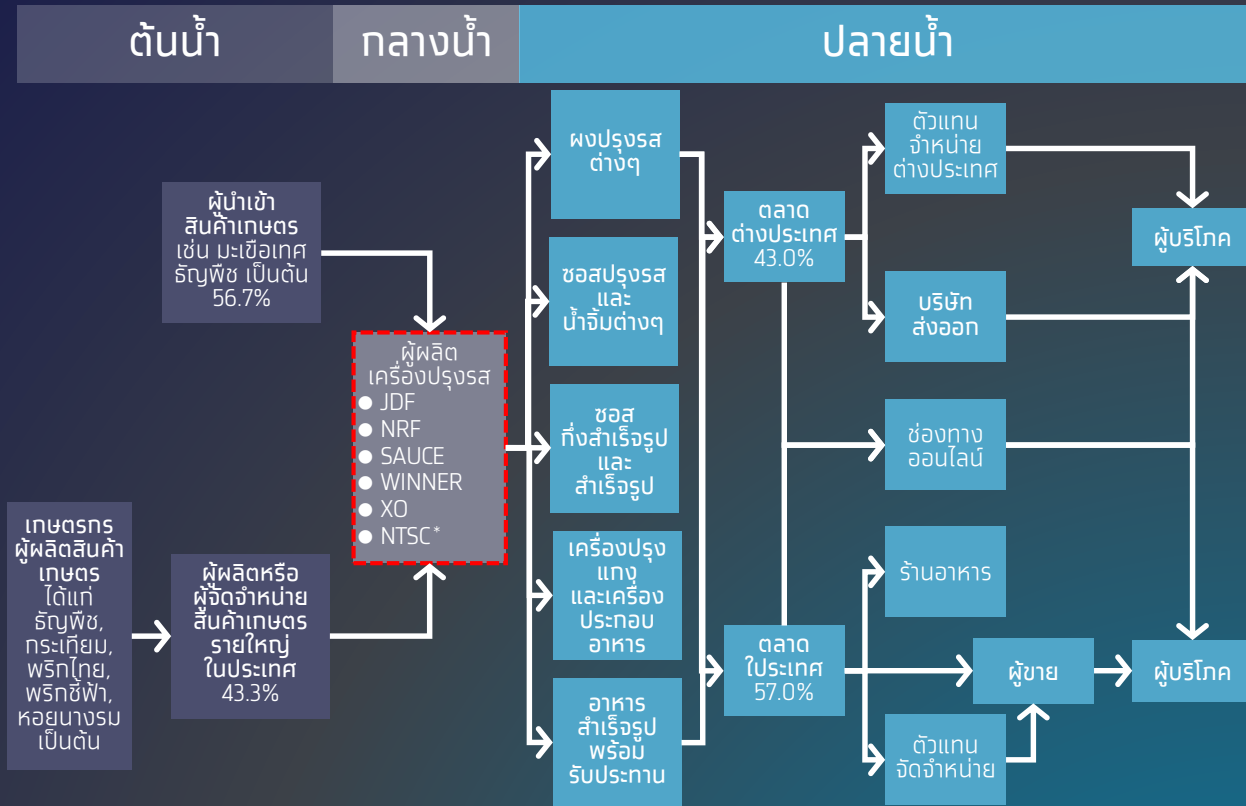 ต้นน้ำ
กลางน้ำ
ปลายน้ำ
ผู้นำเข้า
สินค้าเกษตร
เช่น มะเขือเทศ
ธัญพืช เป็นต้น
56.7%
เกษตรกร
ผู้ผลิตสินค้า
เกษตร
ได้แก่
ธัญพืช,
กระเทียม,
พริกไทย,
พริกชี้ฟ้า,
หอยนางรม
เป็นต้น
ผู้ผลิตหรือ
ผู้จัดจำหน่าย
สินค้าเกษตร
รายใหญ่
ในประเทศ
43.3%
ผู้ผลิต
เครื่องปรุงรส
● JDF
● NRF
● SAUCE
● WINNER
● XO
● NTSC*
ผงปรุงรส
ต่างๆ
ซอสปรุงรส
และ
น้ำจิ้มต่างๆ
ซอส
กึ่งสำเร็จรูป
และ
สำเร็จรูป
เครื่องปรุง
แกง
และเครื่อง
ประกอบ
อาหาร
อาหาร
สำเร็จรูป
พร้อม
รับประทาน
ตลาด
ต่างประเทศ
43.0%
ตลาด
ใประเทศ
57.0%
ตัวแทน
จำหน่าย
ต่างประเทศ
บริษัท
ส่งออก
ช่องทาง
ออนไลน์
ร้านอาหาร
ผู้ขาย
ตัวแทน
จัดจำหน่าย
ผู้บริโภค
ผู้บริโภค